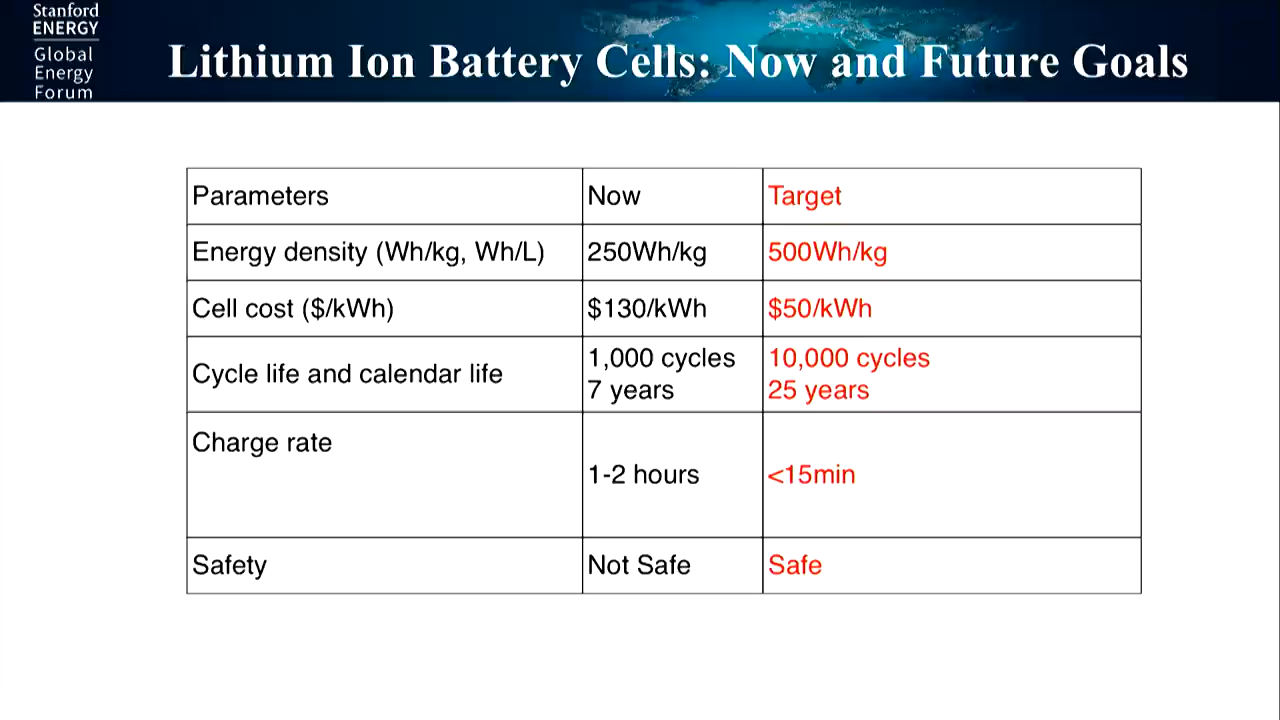 Stanford
ENERGY
Global
Energy
Forum
Lithium Ion Battery Cells: Now and Future Goals
Parameters Now Target
Energy density (Wh/kg, Wh/L) 250Wh/kg 500Wh/kg
Cell cost ($/kWh) $130/kWh $50/kWh
Cycle life and calendar life
1,000 cycles
7 years
10,000 cycles
25 years
Charge rate
1-2 hours <15min
Safety Not Safe Safe